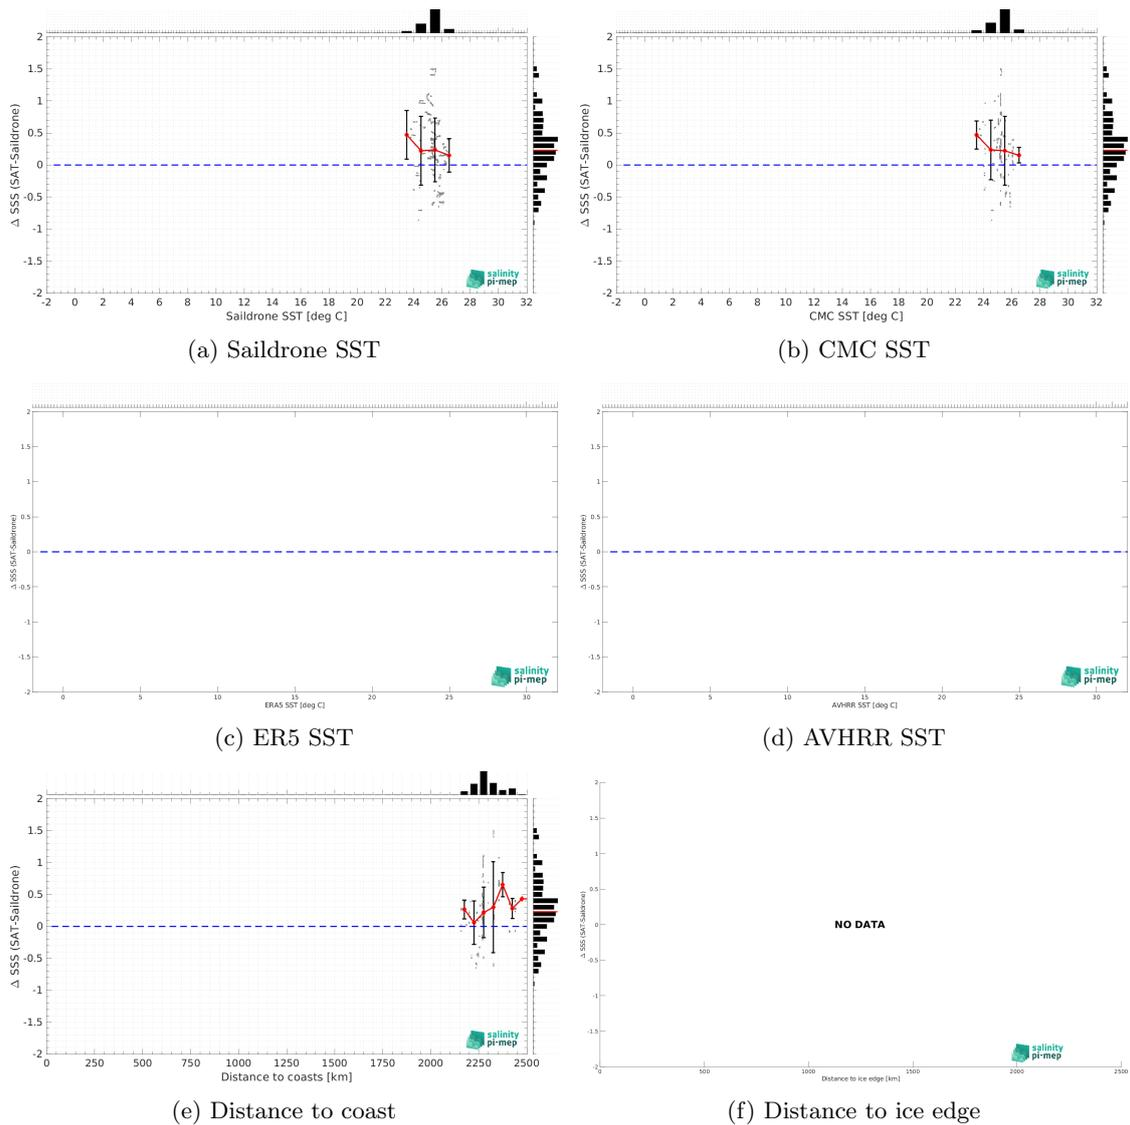 2
1.5
1
0.5
0
-0.5
-1
-1.5
-2
Δ SSS (SAT-Saildrone)
salinity
pi-mep
-2 0 2 4 6 8 10 12 14 16 18 20 22 24 26 28 30 32
Saildrone SST [deg C]
(a) Saildrone SST
2
1.5
1
0.5
0
-0.5
-1
-1.5
-2
Δ SSS (SAT-Saildrone)
salinity
pi-mep
-2 0 2 4 6 8 10 12 14 16 18 20 22 24 26 28 30 32
CMC SST [deg C]
(b) CMC SST
2
1.5
1
0.5
0
-0.5
-1
-1.5
-2
Δ SSS (SAT-Saildrone)
salinity
pi-mep
0 5 10 15 20 25 30
ERA5 SST [deg C]
(c) ER5 SST
2
1.5
1
0.5
0
-0.5
-1
-1.5
-2
Δ SSS (SAT-Saildrone)
salinity
pi-mep
0 5 10 15 20 25 30
AVHRR SST [deg C]
(d) AVHRR SST
2
1.5
1
0.5
0
-0.5
-1
-1.5
-2
Δ SSS (SAT-Saildrone)
salinity
pi-mep
0 250 500 750 1000 1250 1500 1750 2000 2250 2500
Distance to coasts [km]
(e) Distance to coast
2
1.5
1
0.5
0
-0.5
-1
-1.5
-2
Δ SSS (SAT-Saildrone)
NO DATA
salinity
pi-mep
0 500 1000 1500 2000 2500
Distance to ice edge [km]
(f) Distance to ice edge